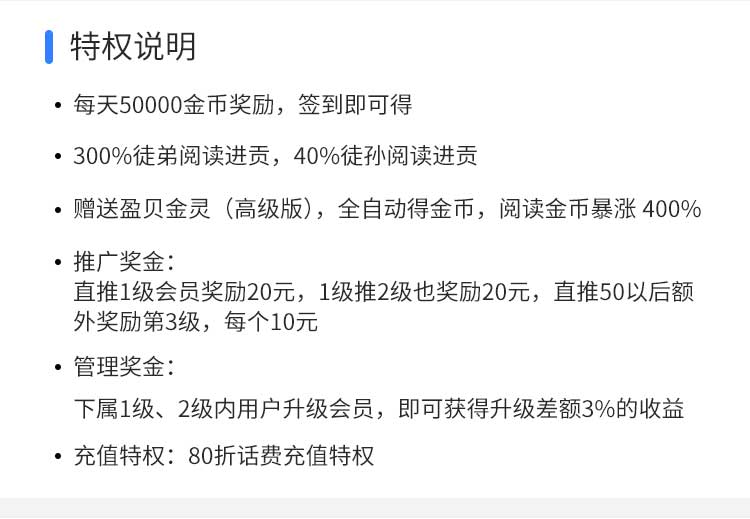 特权说明
• 每天50000金币奖励，签到即可得
• 300%徒弟阅读进贡，40%徒孙阅读进贡
• 赠送盈贝金灵（高级版），全自动得金币，阅读金币暴涨 400%
• 推广奖金：
直推1级会员奖励20元，1级推2级也奖励20元，直推50以后额
外奖励第3级，每个10元
• 管理奖金：
下属1级、2级内用户升级会员，即可获得升级差额3%的收益
• 充值特权：80折话费充值特权